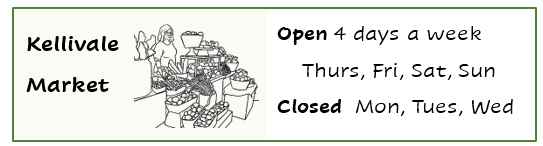 Kellivale
Market
Open 4 days a week
Thurs, Fri, Sat, Sun
Closed Mon, Tues, Wed